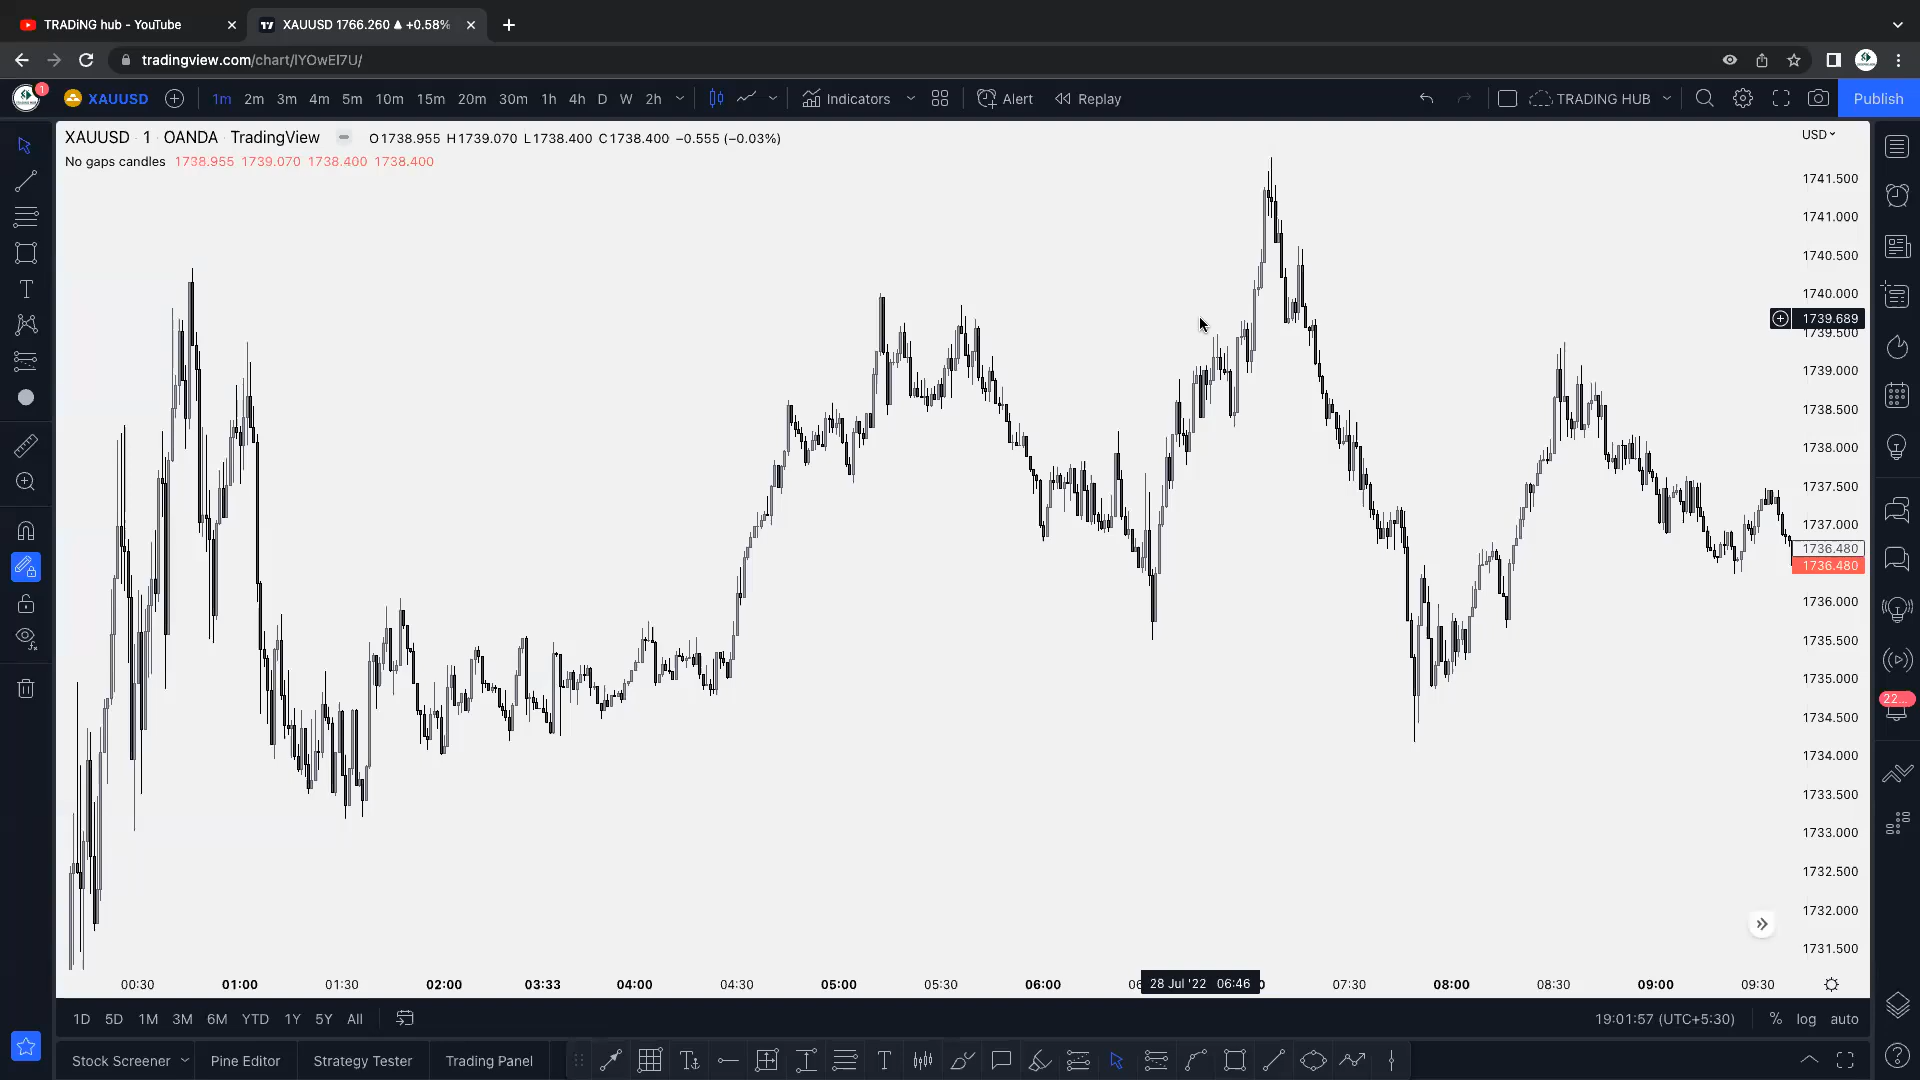 TRADiNG hub - YouTube
XAUUSD 1766.260 ▲ +0.58%
tradingview.com/chart/IYOwEI7U/
1 XAUUSD 1m 2m 3m 4m 5m 10m 15m 20m 30m 1h 4h D W 2h Indicators Alert Replay TRADING HUB Publish
XAUUSD · 1 · OANDA · TradingView O1738.955 H1739.070 L1738.400 C1738.400 −0.555 (−0.03%)
USD
No gaps candles 1738.955 1739.070 1738.400 1738.400
1741.500
1741.000
1740.500
1740.000
1739.689
1739.500
1739.000
1738.500
1738.000
1737.500
1737.000
1736.480
1736.480
1736.000
1735.500
1735.000
22...
1734.500
1734.000
1733.500
1733.000
1732.500
1732.000
1731.500
00:30 01:00 01:30 02:00 03:33 04:00 04:30 05:00 05:30 06:00 28 Jul '22 06:46 07:30 08:00 08:30 09:00 09:30
1D 5D 1M 3M 6M YTD 1Y 5Y All 19:01:57 (UTC+5:30) % log auto
Stock Screener Pine Editor Strategy Tester Trading Panel